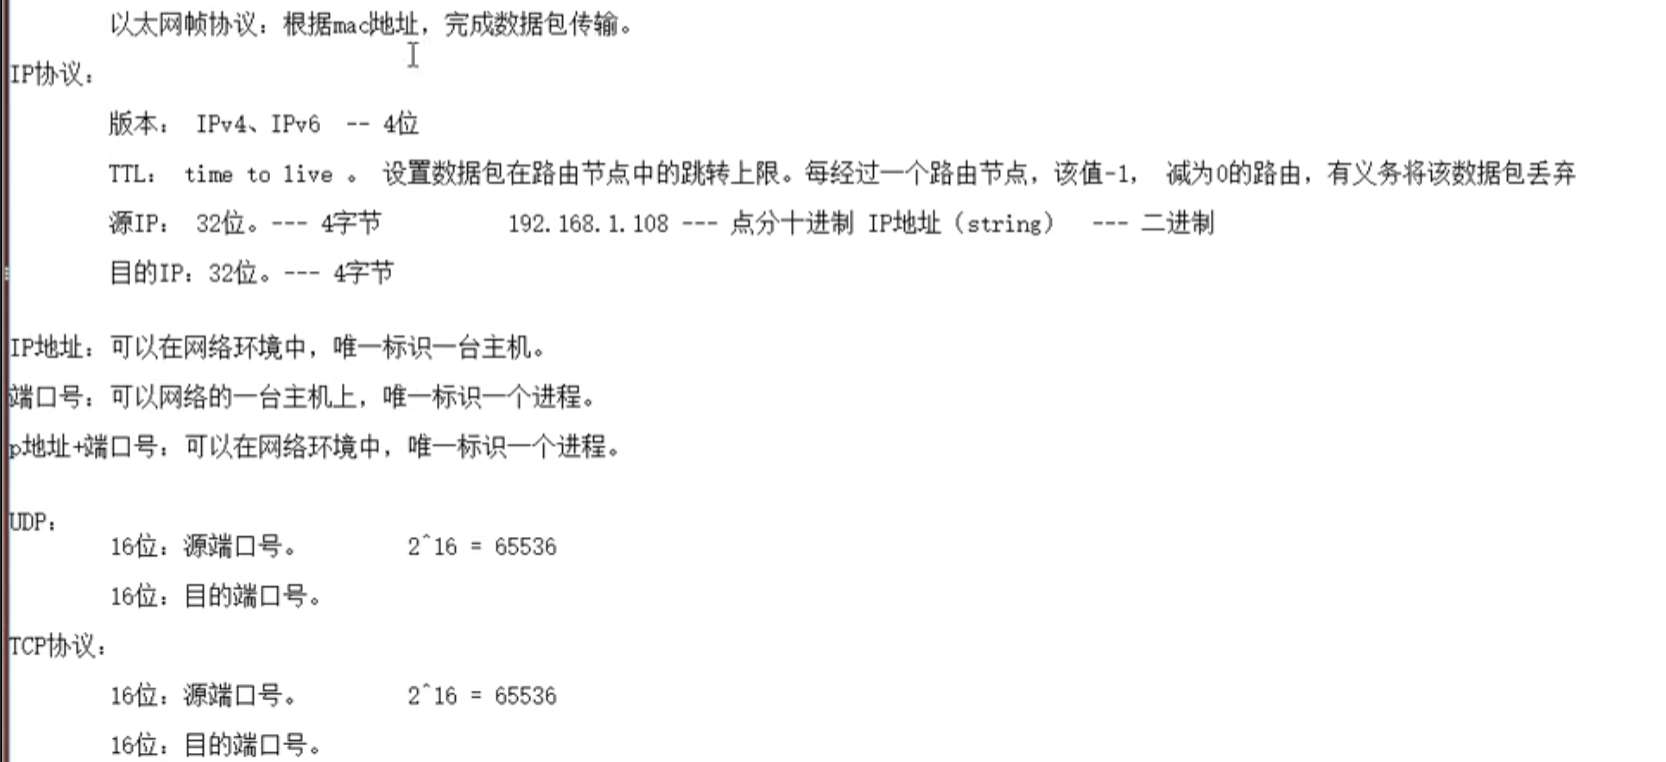 以太网帧协议：根据mac地址，完成数据包传输。
IP协议：
版本： IPv4、IPv6 -- 4位
TTL： time to live 。 设置数据包在路由节点中的跳转上限。每经过一个路由节点，该值-1， 减为0的路由，有义务将该数据包丢弃
源IP： 32位。--- 4字节 192.168.1.108 --- 点分十进制 IP地址（string） --- 二进制
目的IP：32位。--- 4字节
IP地址：可以在网络环境中，唯一标识一台主机。
端口号：可以网络的一台主机上，唯一标识一个进程。
p地址+端口号：可以在网络环境中，唯一标识一个进程。
UDP：
16位：源端口号。 2^16 = 65536
16位：目的端口号。
TCP协议：
16位：源端口号。 2^16 = 65536
16位：目的端口号。